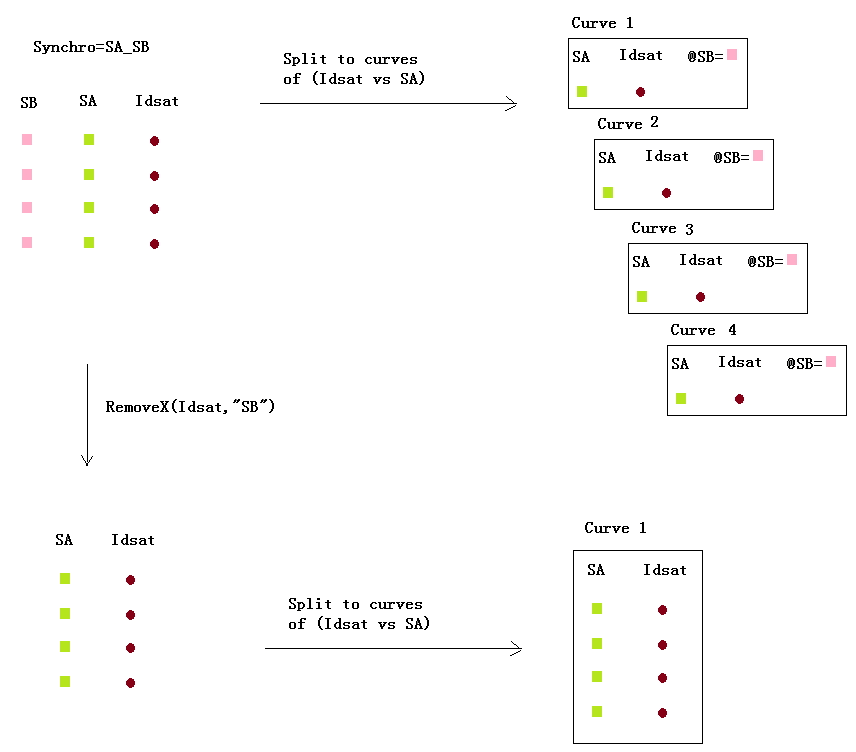 Synchro=SA_SB
SB SA Idsat
Split to curves
of (Idsat vs SA)
Curve 1
SA Idsat @SB=
Curve 2
SA Idsat @SB=
Curve 3
SA Idsat @SB=
Curve 4
SA Idsat @SB=
RemoveX(Idsat,"SB")
SA Idsat
Split to curves
of (Idsat vs SA)
Curve 1
SA Idsat